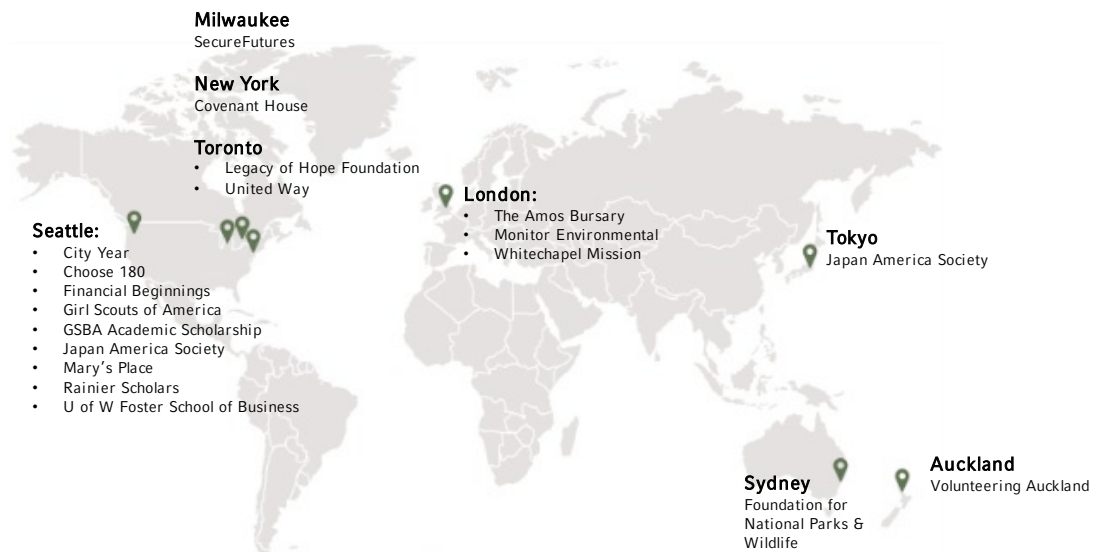 Milwaukee
SecureFutures
New York
Covenant House
Toronto
• Legacy of Hope Foundation
• United Way
Seattle:
• City Year
• Choose 180
• Financial Beginnings
• Girl Scouts of America
• GSBA Academic Scholarship
• Japan America Society
• Mary's Place
• Rainier Scholars
• U of W Foster School of Business
London:
• The Amos Bursary
• Monitor Environmental
• Whitechapel Mission
Tokyo
Japan America Society
Sydney
Foundation for
National Parks &
Wildlife
Auckland
Volunteering Auckland